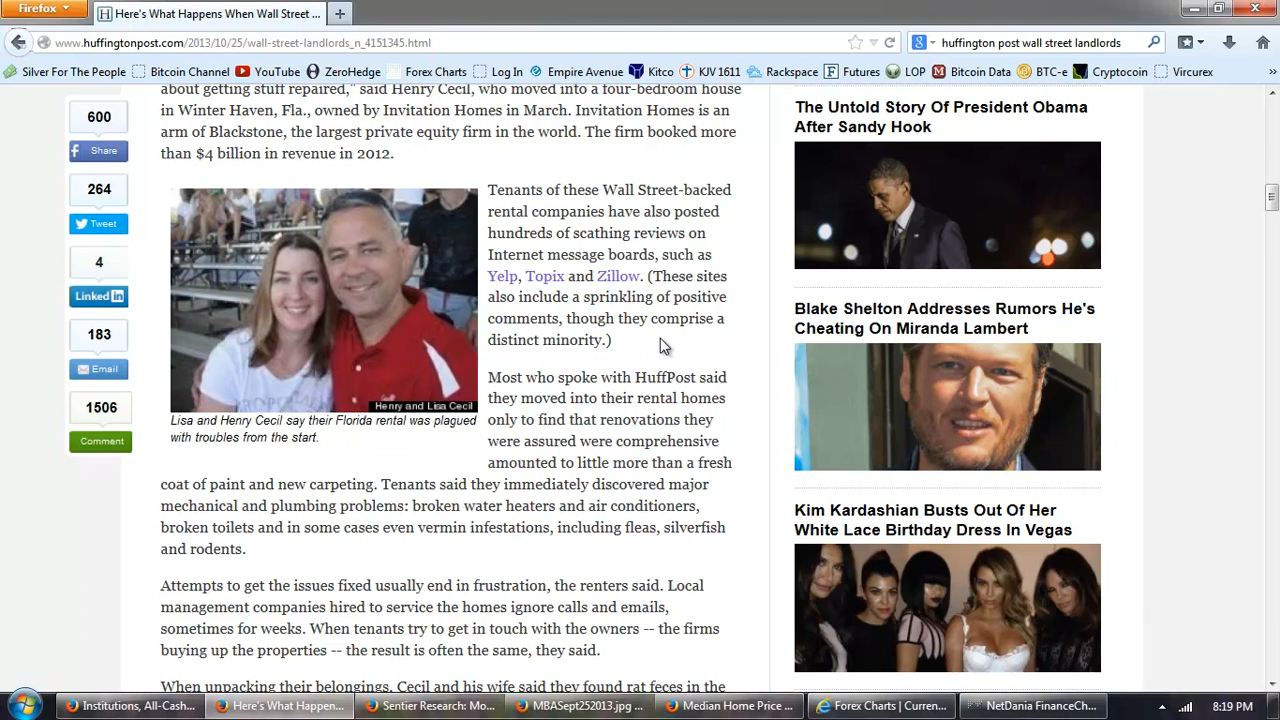 Firefox
Here's What Happens When Wall Street ...
www.huffingtonpost.com/2013/10/25/wall-street-landlords_n_4151345.html
huffington post wall street landlords
Silver For The People
Bitcoin Channel
YouTube
ZeroHedge
Forex Charts
Log In
Empire Avenue
Kitco
KJV 1611
Rackspace
Futures
LOP
Bitcoin Data
BTC-e
Cryptocoin
Vircurex
600
Share
264
Tweet
4
Linked in
183
Email
1506
Comment
about getting stuff repaired," said Henry Cecil, who moved into a four-bedroom house
in Winter Haven, Fla., owned by Invitation Homes in March. Invitation Homes is an
arm of Blackstone, the largest private equity firm in the world. The firm booked more
than $4 billion in revenue in 2012.
Henry and Lisa Cecil
Lisa and Henry Cecil say their Florida rental was plagued
with troubles from the start.
Tenants of these Wall Street-backed
rental companies have also posted
hundreds of scathing reviews on
Internet message boards, such as
Yelp, Topix and Zillow. (These sites
also include a sprinkling of positive
comments, though they comprise a
distinct minority.)
Most who spoke with HuffPost said
they moved into their rental homes
only to find that renovations they
were assured were comprehensive
amounted to little more than a fresh
coat of paint and new carpeting. Tenants said they immediately discovered major
mechanical and plumbing problems: broken water heaters and air conditioners,
broken toilets and in some cases even vermin infestations, including fleas, silverfish
and rodents.
Attempts to get the issues fixed usually end in frustration, the renters said. Local
management companies hired to service the homes ignore calls and emails,
sometimes for weeks. When tenants try to get in touch with the owners -- the firms
buying up the properties -- the result is often the same, they said.
When unpacking their belongings, Cecil and his wife said they found rat feces in the
The Untold Story Of President Obama
After Sandy Hook
Blake Shelton Addresses Rumors He's
Cheating On Miranda Lambert
Kim Kardashian Busts Out Of Her
White Lace Birthday Dress In Vegas
Institutions, All-Cas...
Here's What Happen...
Sentier Research: Mo...
MBASept252013.jpg ...
Median Home Price ...
Forex Charts | Curren...
NetDania FinanceCh...
8:19 PM